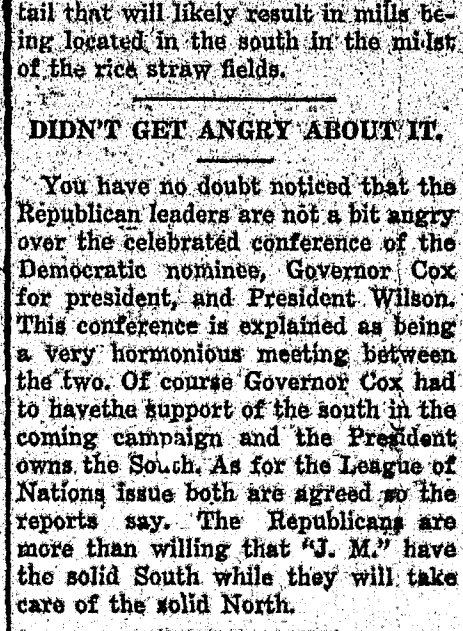 tail that will likely result in mills be-
ing located in the south in the midst
of the rice straw fields.
DIDN'T GET ANGRY ABOUT IT.
You have no doubt noticed that the
Republican leaders are not a bit angry
over the celebrated conference of the
Democratic nominee, Governor Cox
for president, and President Wilson.
This conference is explained as being
a very hormonious meeting between
the two. Of course Governor Cox had
to havethe support of the south in the
coming campaign and the President
owns the South. As for the League of
Nations issue both are agreed so the
reports say. The Republicans are
more than willing that "J. M." have
the solid South while they will take
care of the solid North.